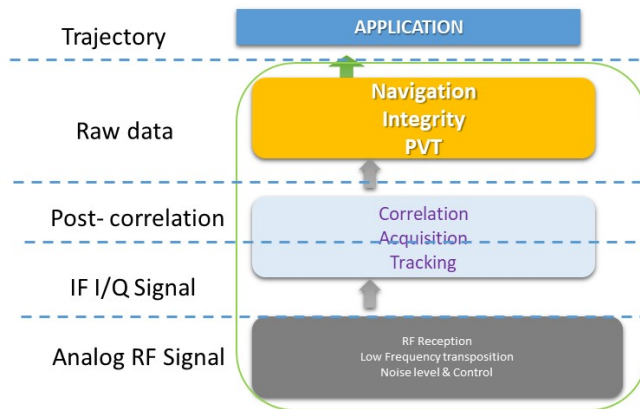 Trajectory
APPLICATION
Raw data
Navigation
Integrity
PVT
Post- correlation
Correlation
Acquisition
Tracking
IF I/Q Signal
Analog RF Signal
RF Reception
Low Frequency transposition
Noise level & Control